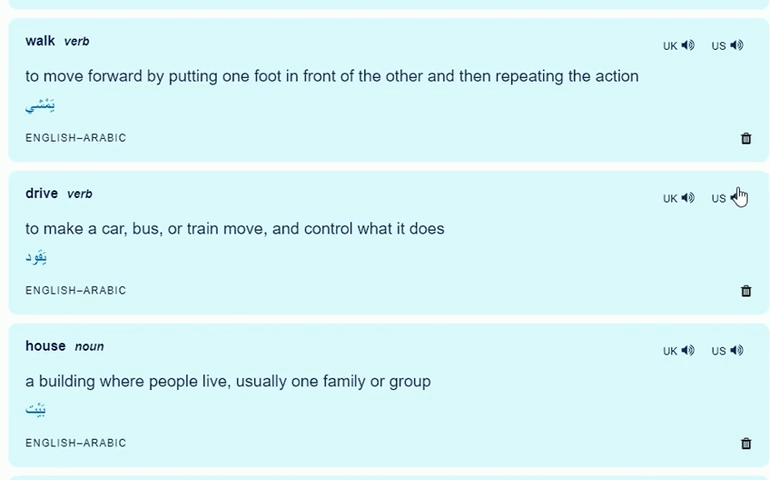 walk verb UK US
to move forward by putting one foot in front of the other and then repeating the action
يَمْشي
ENGLISH–ARABIC
drive verb UK US
to make a car, bus, or train move, and control what it does
يَقود
ENGLISH–ARABIC
house noun UK US
a building where people live, usually one family or group
بَيْت
ENGLISH–ARABIC